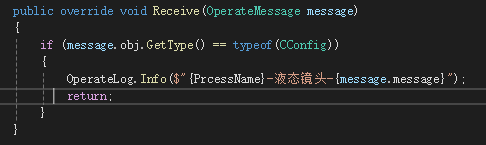 public override void Receive(OperateMessage message)
{
if (message.obj.GetType() == typeof(CConfig))
{
OperateLog.Info($"{PrcessName}-液态镜头-{message.message}");
return;
}
}